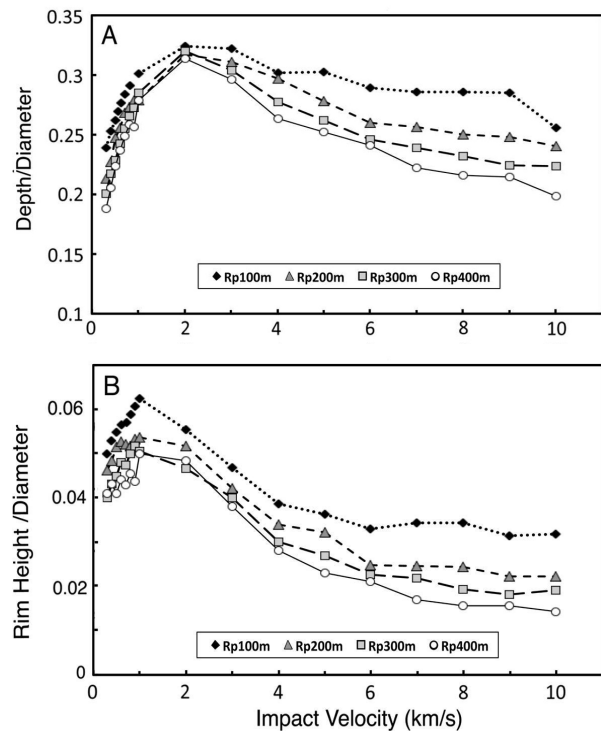 A
0.35
0.3
0.25
0.2
0.15
0.1
Depth/Diameter
Rp100m Rp200m Rp300m Rp400m
0 2 4 6 8 10
B
0.06
0.04
0.02
0
Rim Height /Diameter
Rp100m Rp200m Rp300m Rp400m
0 2 4 6 8 10
Impact Velocity (km/s)